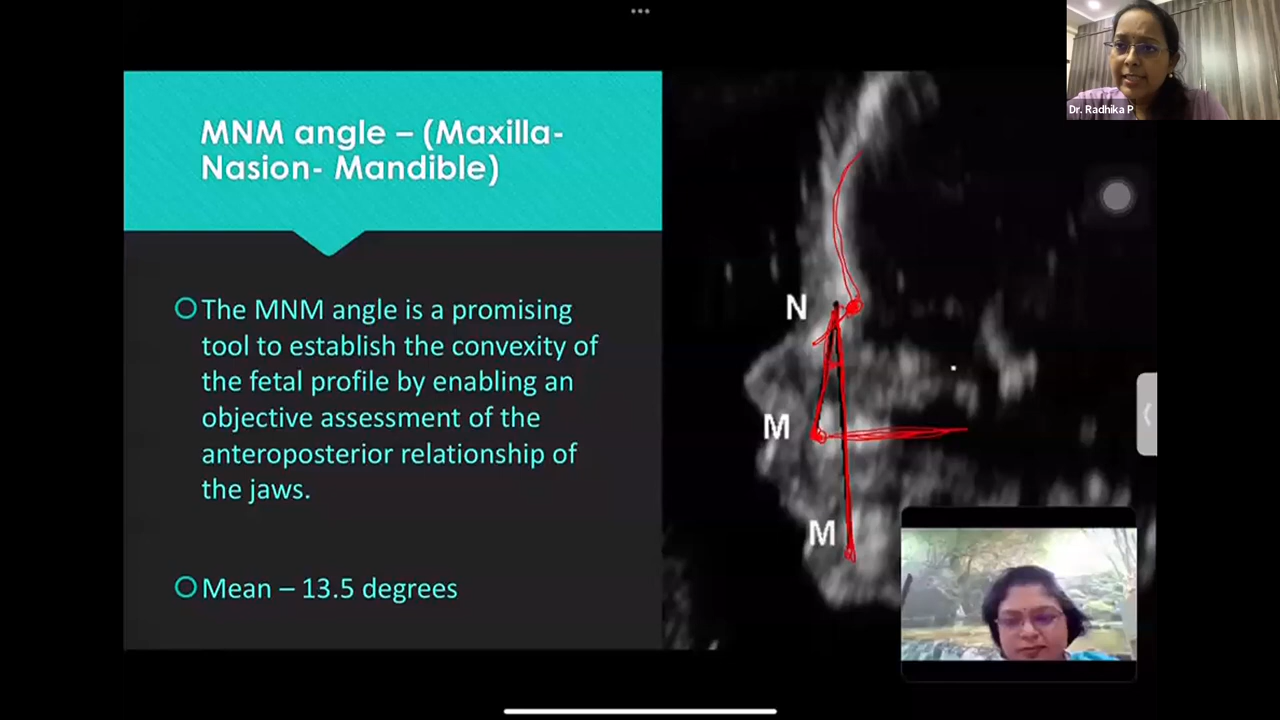 Dr. Radhika P
MNM angle – (Maxilla-
Nasion- Mandible)
The MNM angle is a promising
tool to establish the convexity of
the fetal profile by enabling an
objective assessment of the
anteroposterior relationship of
the jaws.
Mean – 13.5 degrees
N
M
M